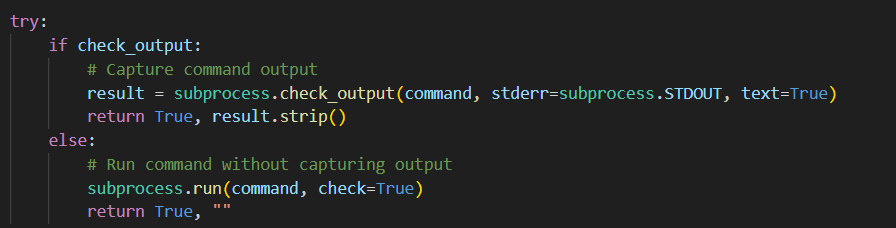 try:
    if check_output:
        # Capture command output
        result = subprocess.check_output(command, stderr=subprocess.STDOUT, text=True)
        return True, result.strip()
    else:
        # Run command without capturing output
        subprocess.run(command, check=True)
        return True, ""